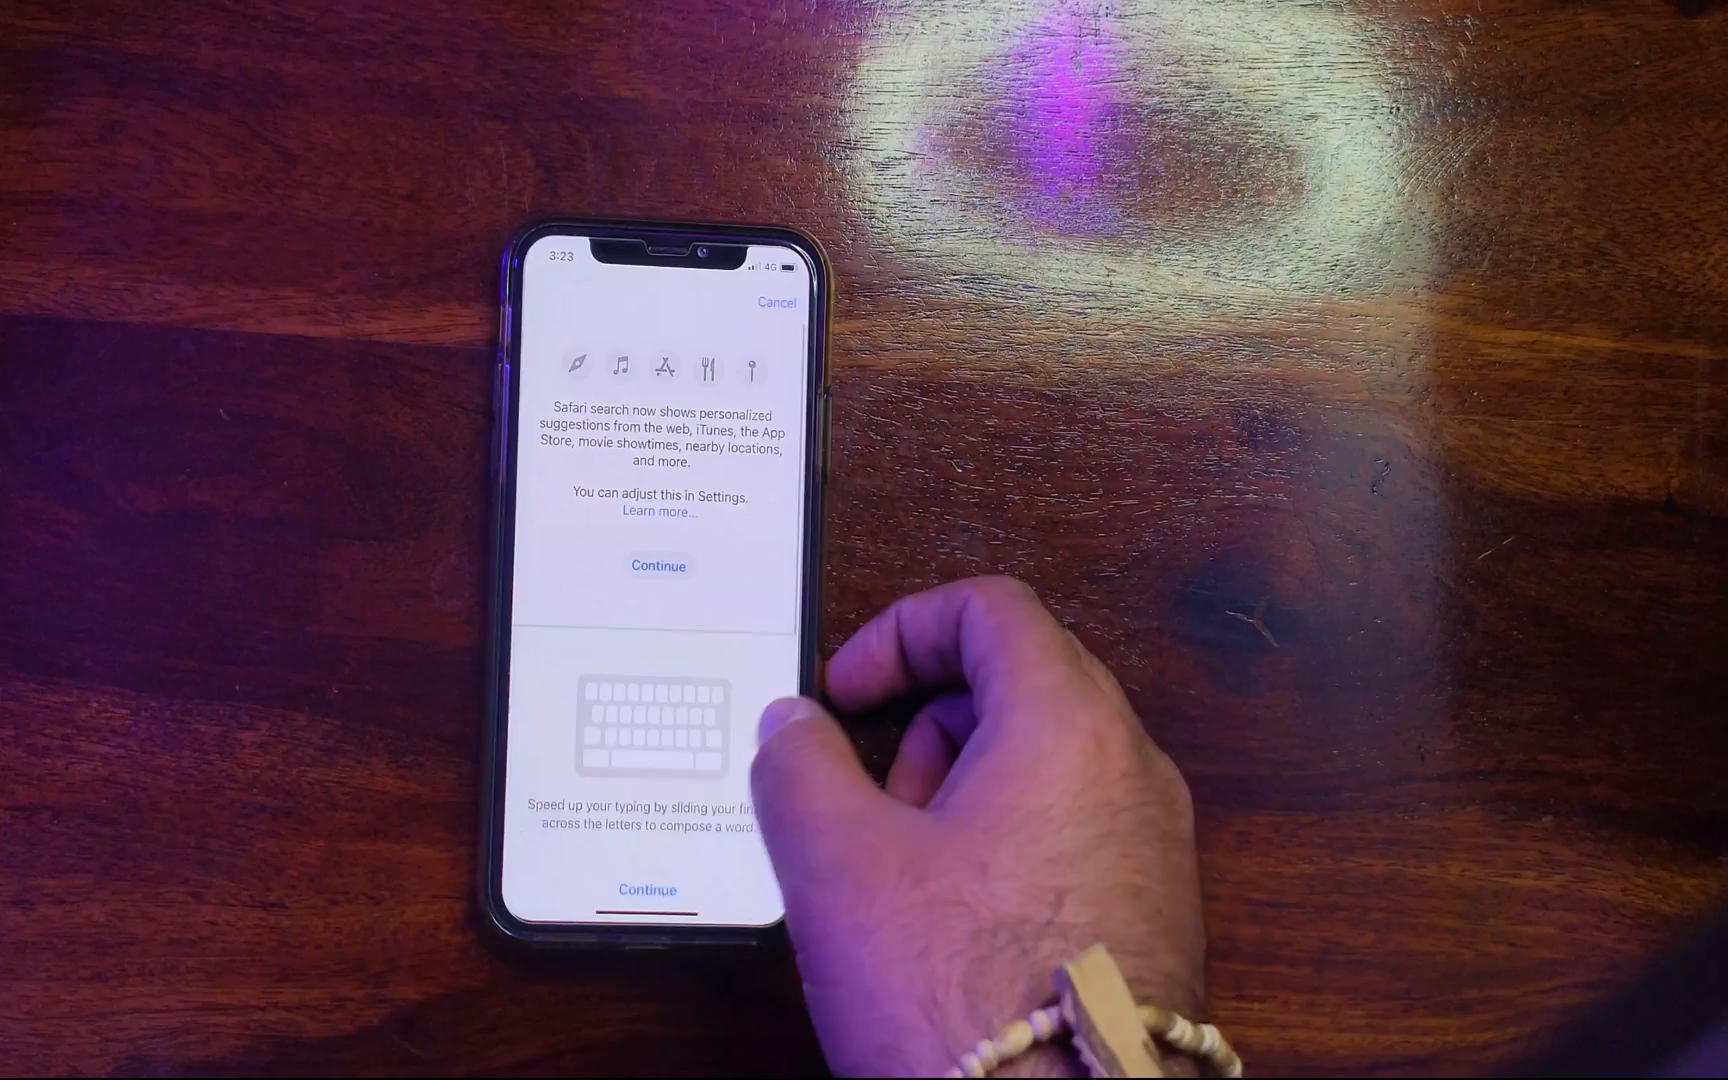 3:23
4G
Cancel
Safari search now shows personalized
suggestions from the web, iTunes, the App
Store, movie showtimes, nearby locations,
and more.
You can adjust this in Settings.
Learn more...
Continue
Speed up your typing by sliding your fin
across the letters to compose a word.
Continue